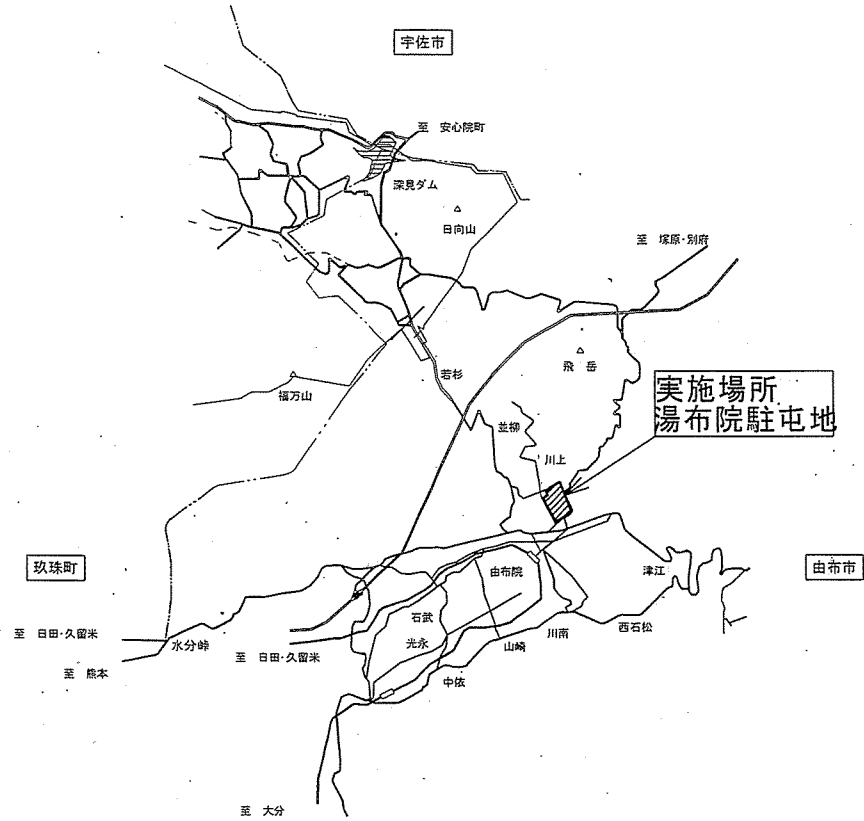 宇佐市
至 安心院町
深見ダム
日向山
至 塚原・別府
若杉
飛岳
福万山
実施場所
湯布院駐屯地
並柳
川上
玖珠町
由布市
津江
由布院
石武
光永
川南
西石松
山崎
中依
至 日田・久留米
水分峠
至 日田・久留米
至 熊本
至 大分